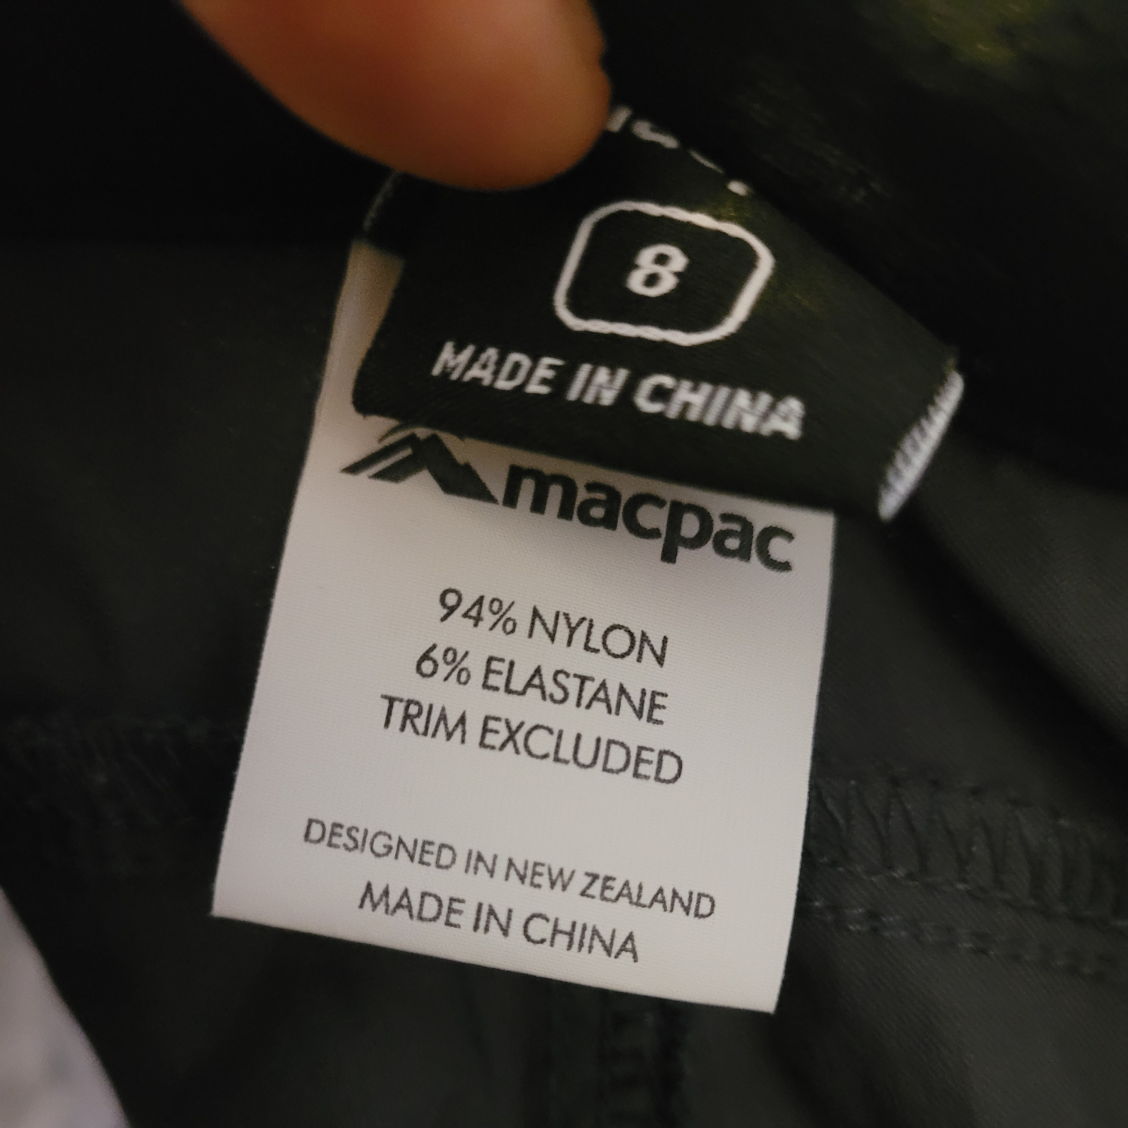 8
MADE IN CHINA
macpac
94% NYLON
6% ELASTANE
TRIM EXCLUDED
DESIGNED IN NEW ZEALAND
MADE IN CHINA